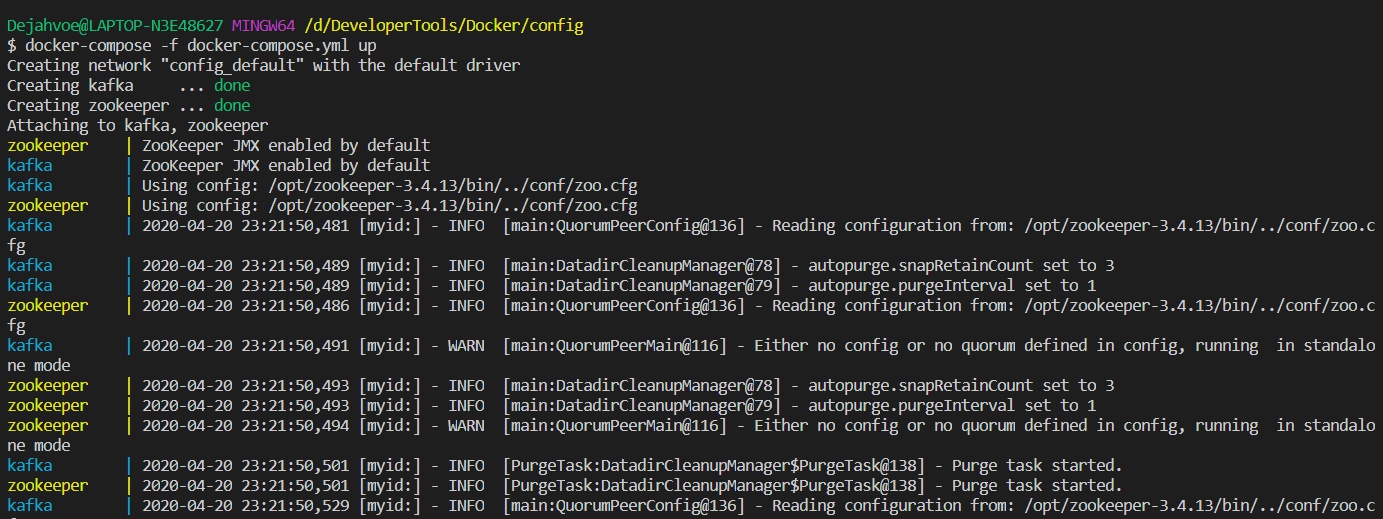 Dejahvoe@LAPTOP-N3E48627 MINGW64 /d/DeveloperTools/Docker/config
$ docker-compose -f docker-compose.yml up
Creating network "config_default" with the default driver
Creating kafka     ... done
Creating zookeeper ... done
Attaching to kafka, zookeeper
zookeeper    | ZooKeeper JMX enabled by default
kafka        | ZooKeeper JMX enabled by default
kafka        | Using config: /opt/zookeeper-3.4.13/bin/../conf/zoo.cfg
zookeeper    | Using config: /opt/zookeeper-3.4.13/bin/../conf/zoo.cfg
kafka        | 2020-04-20 23:21:50,481 [myid:] - INFO  [main:QuorumPeerConfig@136] - Reading configuration from: /opt/zookeeper-3.4.13/bin/../conf/zoo.c
fg
kafka        | 2020-04-20 23:21:50,489 [myid:] - INFO  [main:DatadirCleanupManager@78] - autopurge.snapRetainCount set to 3
kafka        | 2020-04-20 23:21:50,489 [myid:] - INFO  [main:DatadirCleanupManager@79] - autopurge.purgeInterval set to 1
zookeeper    | 2020-04-20 23:21:50,486 [myid:] - INFO  [main:QuorumPeerConfig@136] - Reading configuration from: /opt/zookeeper-3.4.13/bin/../conf/zoo.c
fg
kafka        | 2020-04-20 23:21:50,491 [myid:] - WARN  [main:QuorumPeerMain@116] - Either no config or no quorum defined in config, running  in standalo
ne mode
zookeeper    | 2020-04-20 23:21:50,493 [myid:] - INFO  [main:DatadirCleanupManager@78] - autopurge.snapRetainCount set to 3
zookeeper    | 2020-04-20 23:21:50,493 [myid:] - INFO  [main:DatadirCleanupManager@79] - autopurge.purgeInterval set to 1
zookeeper    | 2020-04-20 23:21:50,494 [myid:] - WARN  [main:QuorumPeerMain@116] - Either no config or no quorum defined in config, running  in standalo
ne mode
kafka        | 2020-04-20 23:21:50,501 [myid:] - INFO  [PurgeTask:DatadirCleanupManager$PurgeTask@138] - Purge task started.
zookeeper    | 2020-04-20 23:21:50,501 [myid:] - INFO  [PurgeTask:DatadirCleanupManager$PurgeTask@138] - Purge task started.
kafka        | 2020-04-20 23:21:50,529 [myid:] - INFO  [main:QuorumPeerConfig@136] - Reading configuration from: /opt/zookeeper-3.4.13/bin/../conf/zoo.c